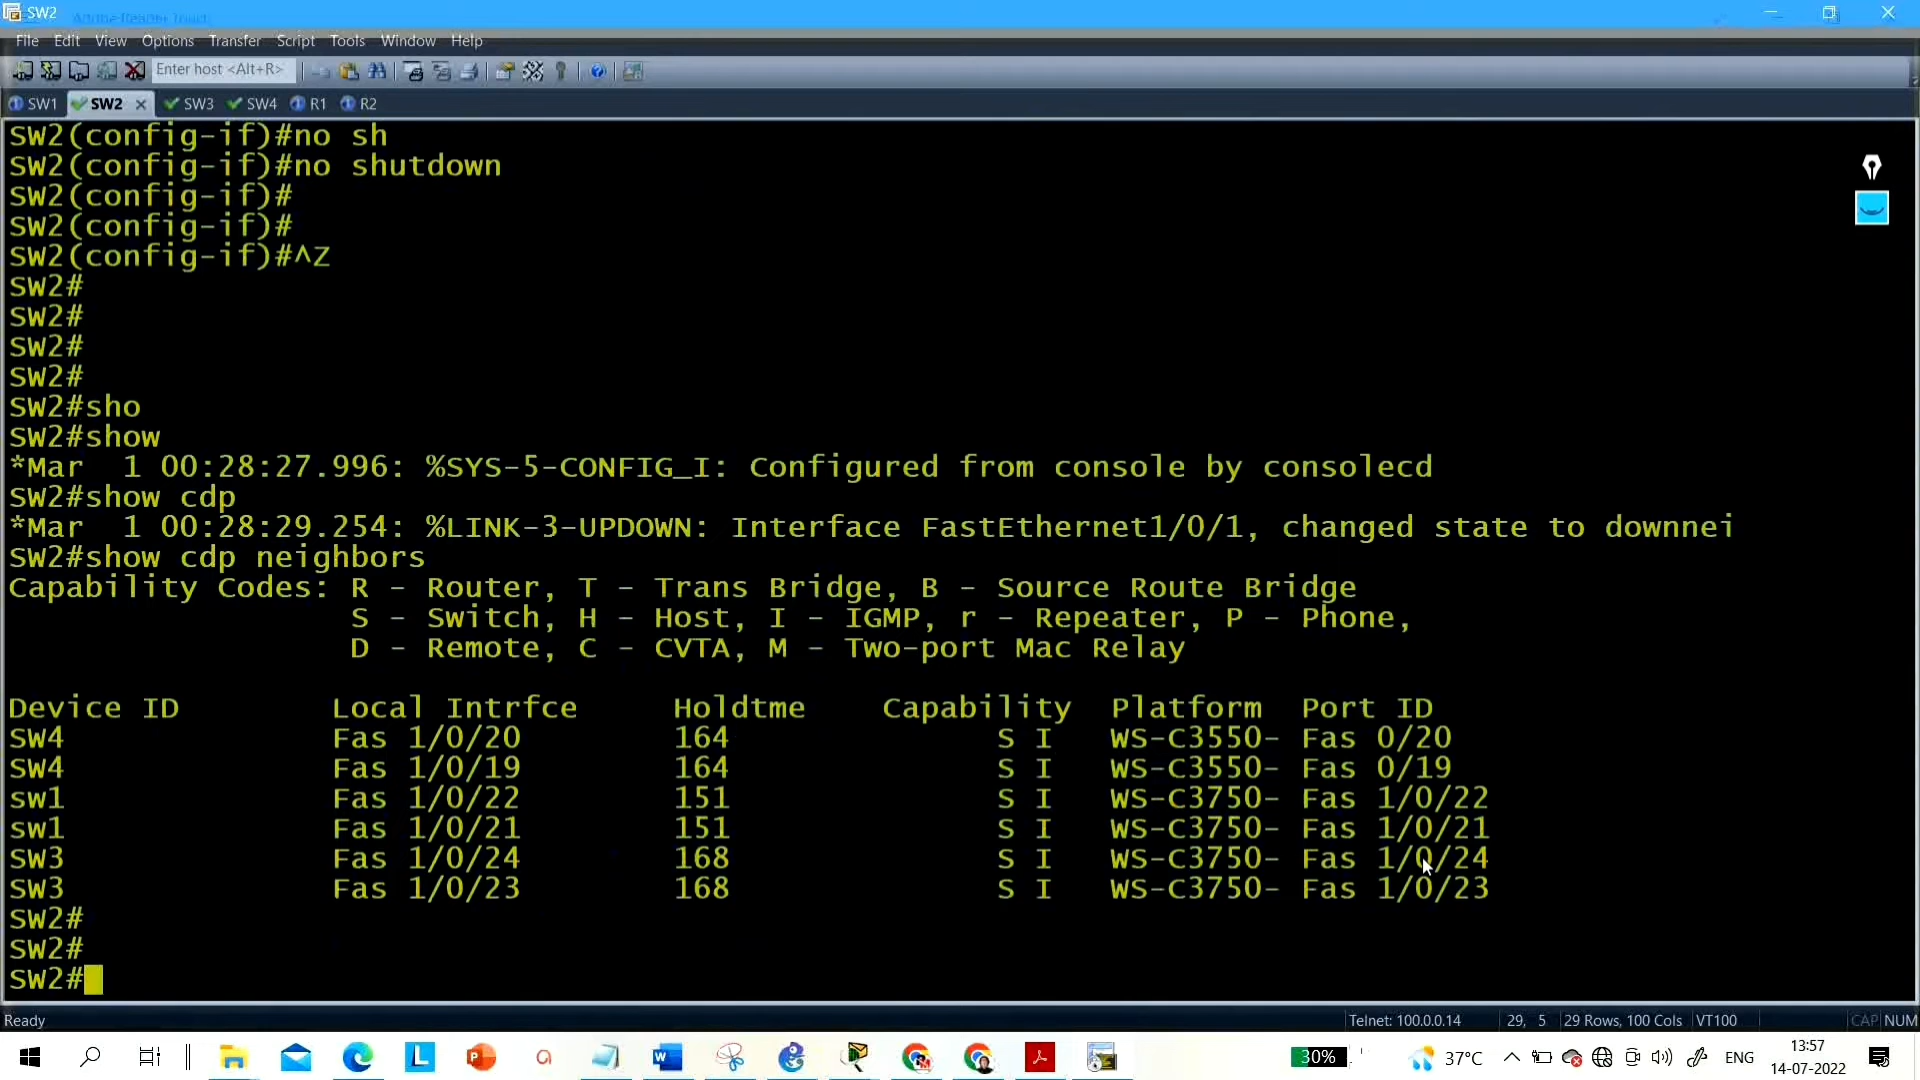 SW2
Adobe Reader Touch
File Edit View Options Transfer Script Tools Window Help
Enter host <Alt+R>
SW1 SW2 SW3 SW4 R1 R2
SW2(config-if)#no sh
SW2(config-if)#no shutdown
SW2(config-if)#
SW2(config-if)#
SW2(config-if)#^Z
SW2#
SW2#
SW2#
SW2#
SW2#sho
SW2#show
*Mar  1 00:28:27.996: %SYS-5-CONFIG_I: Configured from console by consolecd
SW2#show cdp
*Mar  1 00:28:29.254: %LINK-3-UPDOWN: Interface FastEthernet1/0/1, changed state to downnei
SW2#show cdp neighbors
Capability Codes: R - Router, T - Trans Bridge, B - Source Route Bridge
S - Switch, H - Host, I - IGMP, r - Repeater, P - Phone,
D - Remote, C - CVTA, M - Two-port Mac Relay
Device ID Local Intrfce Holdtme Capability Platform Port ID
SW4 Fas 1/0/20 164 S I WS-C3550- Fas 0/20
SW4 Fas 1/0/19 164 S I WS-C3550- Fas 0/19
sw1 Fas 1/0/22 151 S I WS-C3750- Fas 1/0/22
sw1 Fas 1/0/21 151 S I WS-C3750- Fas 1/0/21
SW3 Fas 1/0/24 168 S I WS-C3750- Fas 1/0/24
SW3 Fas 1/0/23 168 S I WS-C3750- Fas 1/0/23
SW2#
SW2#
SW2#
Ready Telnet: 100.0.0.14 29, 5 29 Rows, 100 Cols VT100 CAP NUM
30% 37°C ENG 13:57
14-07-2022